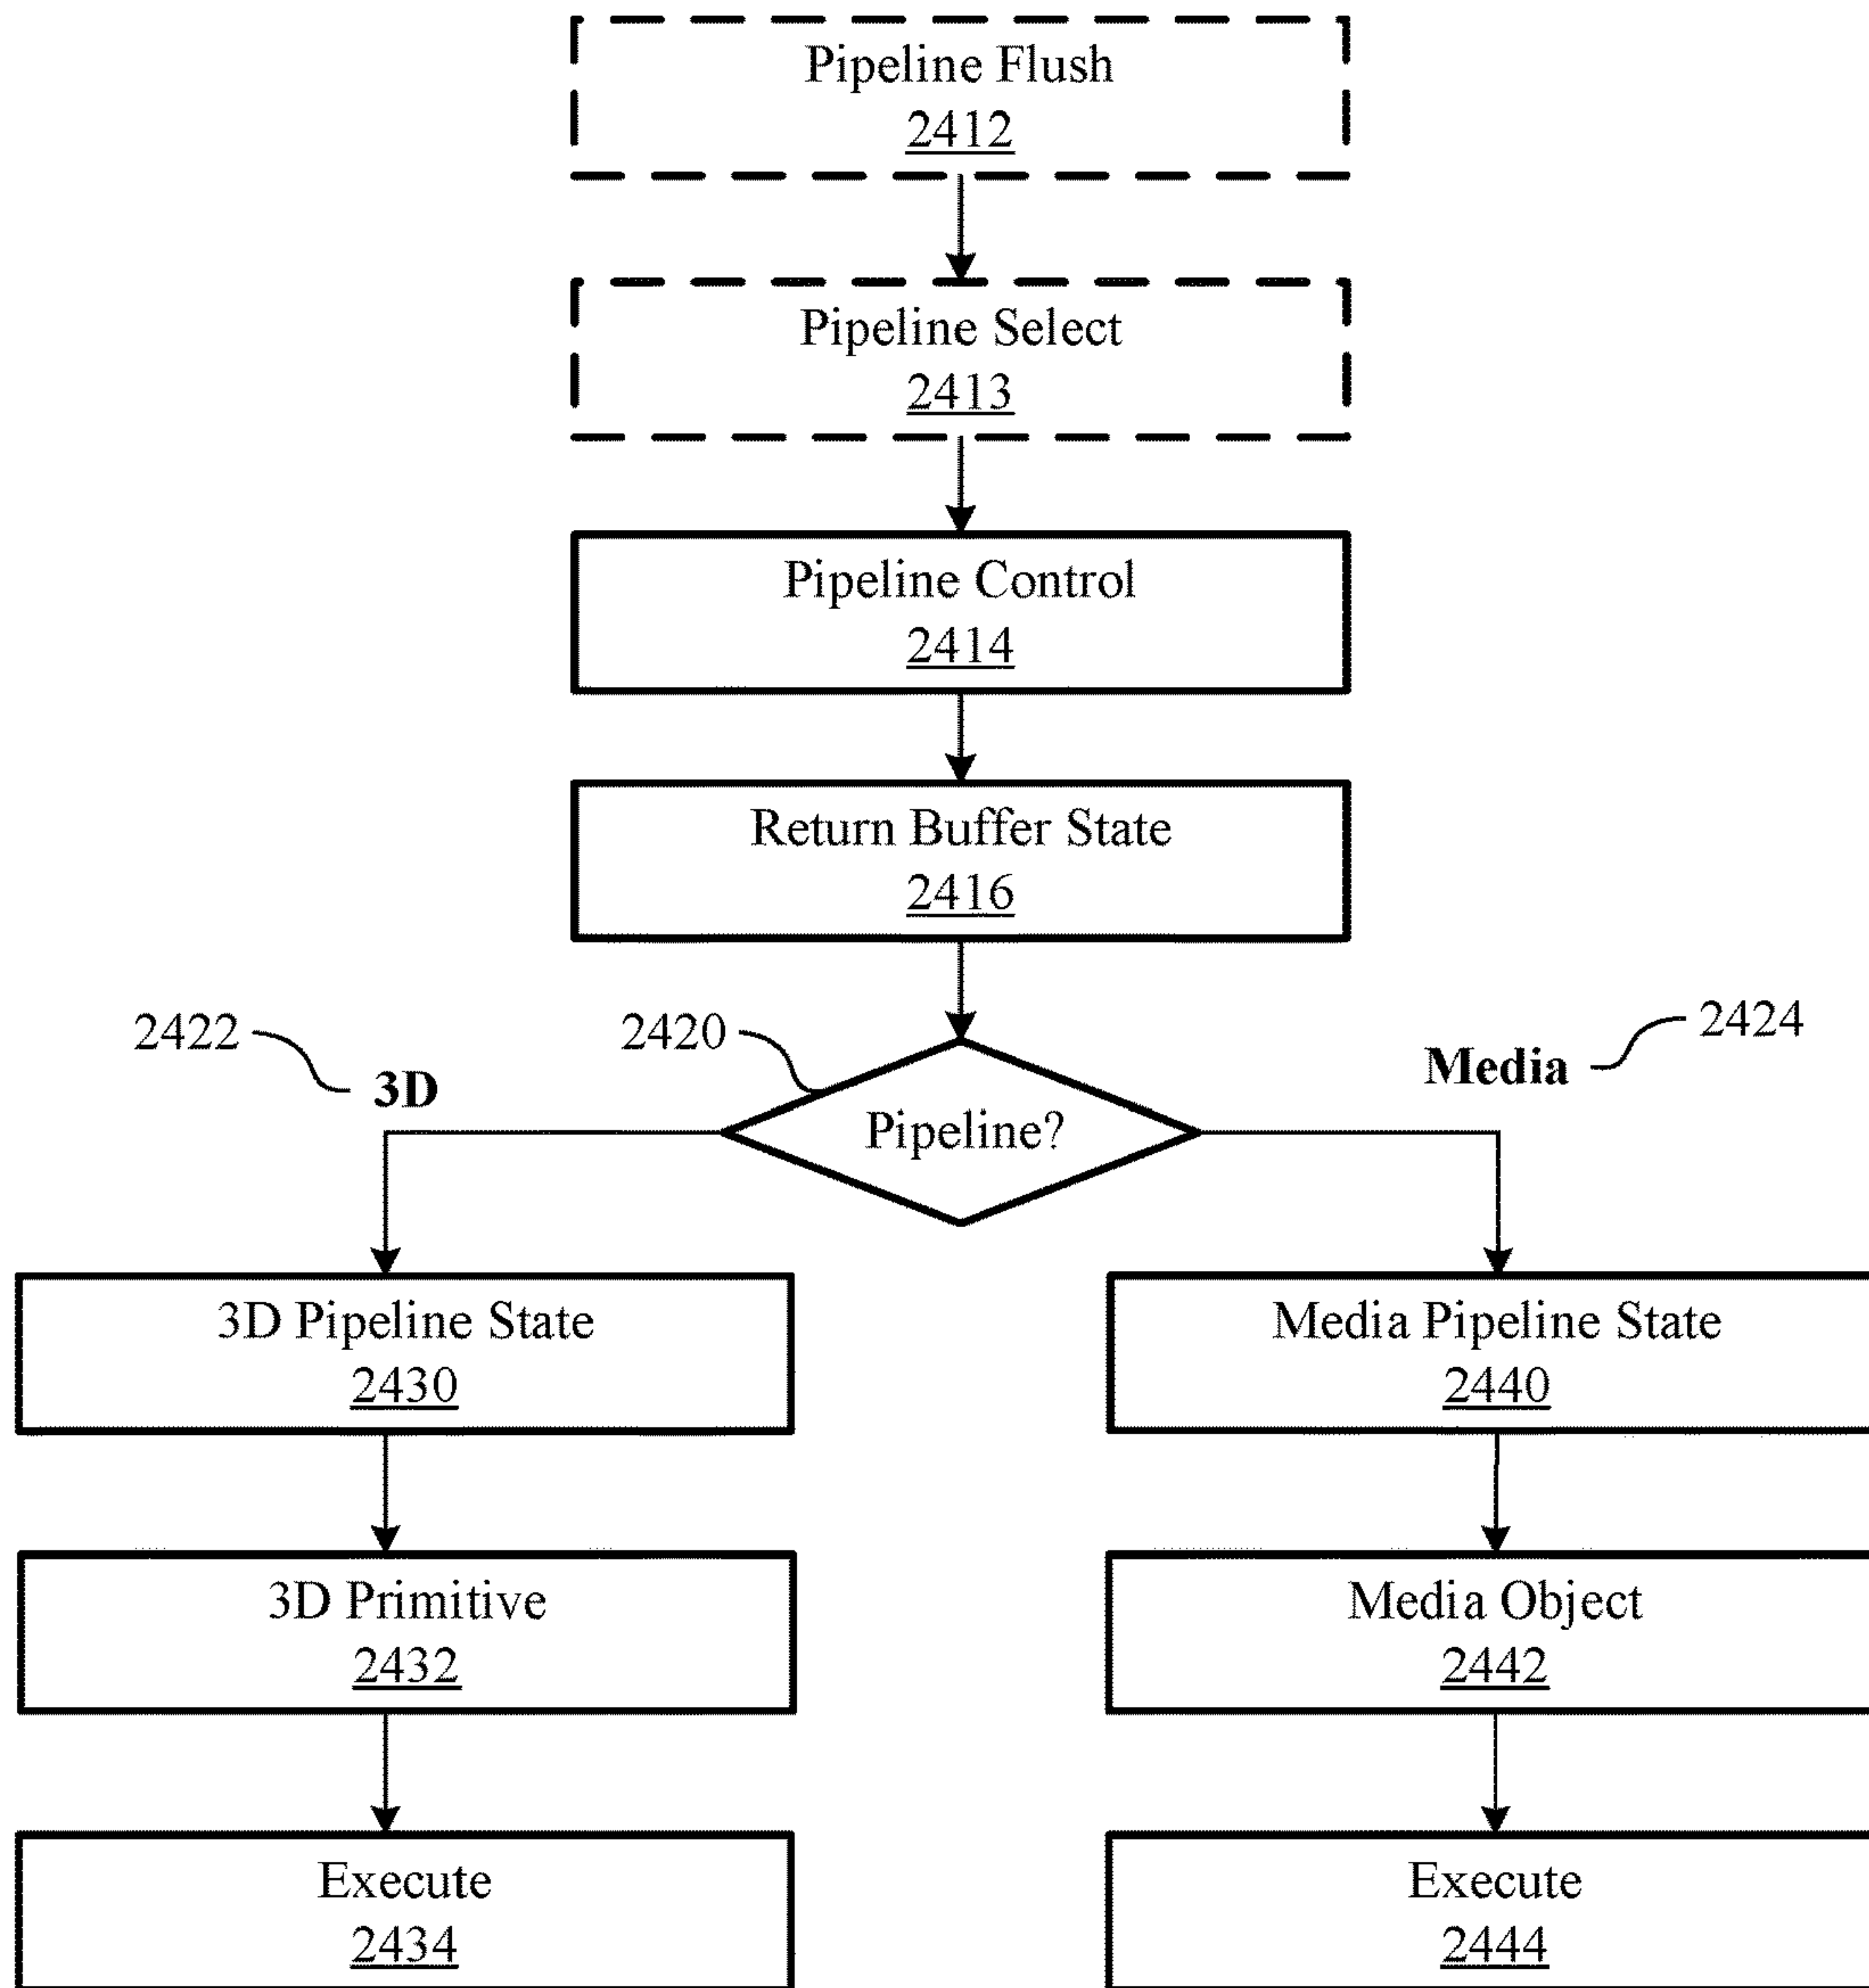 Pipeline Flush
2412
Pipeline Select
2413
Pipeline Control
2414
Return Buffer State
2416
2422
2420
2424
3D
Media
Pipeline?
3D Pipeline State
2430
Media Pipeline State
2440
3D Primitive
2432
Media Object
2442
Execute
2434
Execute
2444